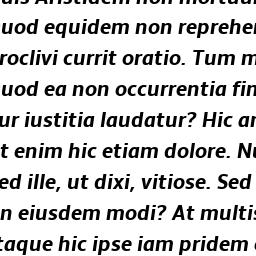 uis Aristidem non mortuu
uod equidem non reprehen
roclivi currit oratio. Tum m
uod ea non occurrentia fin
ur iustitia laudatur? Hic an
t enim hic etiam dolore. Nu
ed ille, ut dixi, vitiose. Sed
n eiusdem modi? At multis
taque hic ipse iam pridem